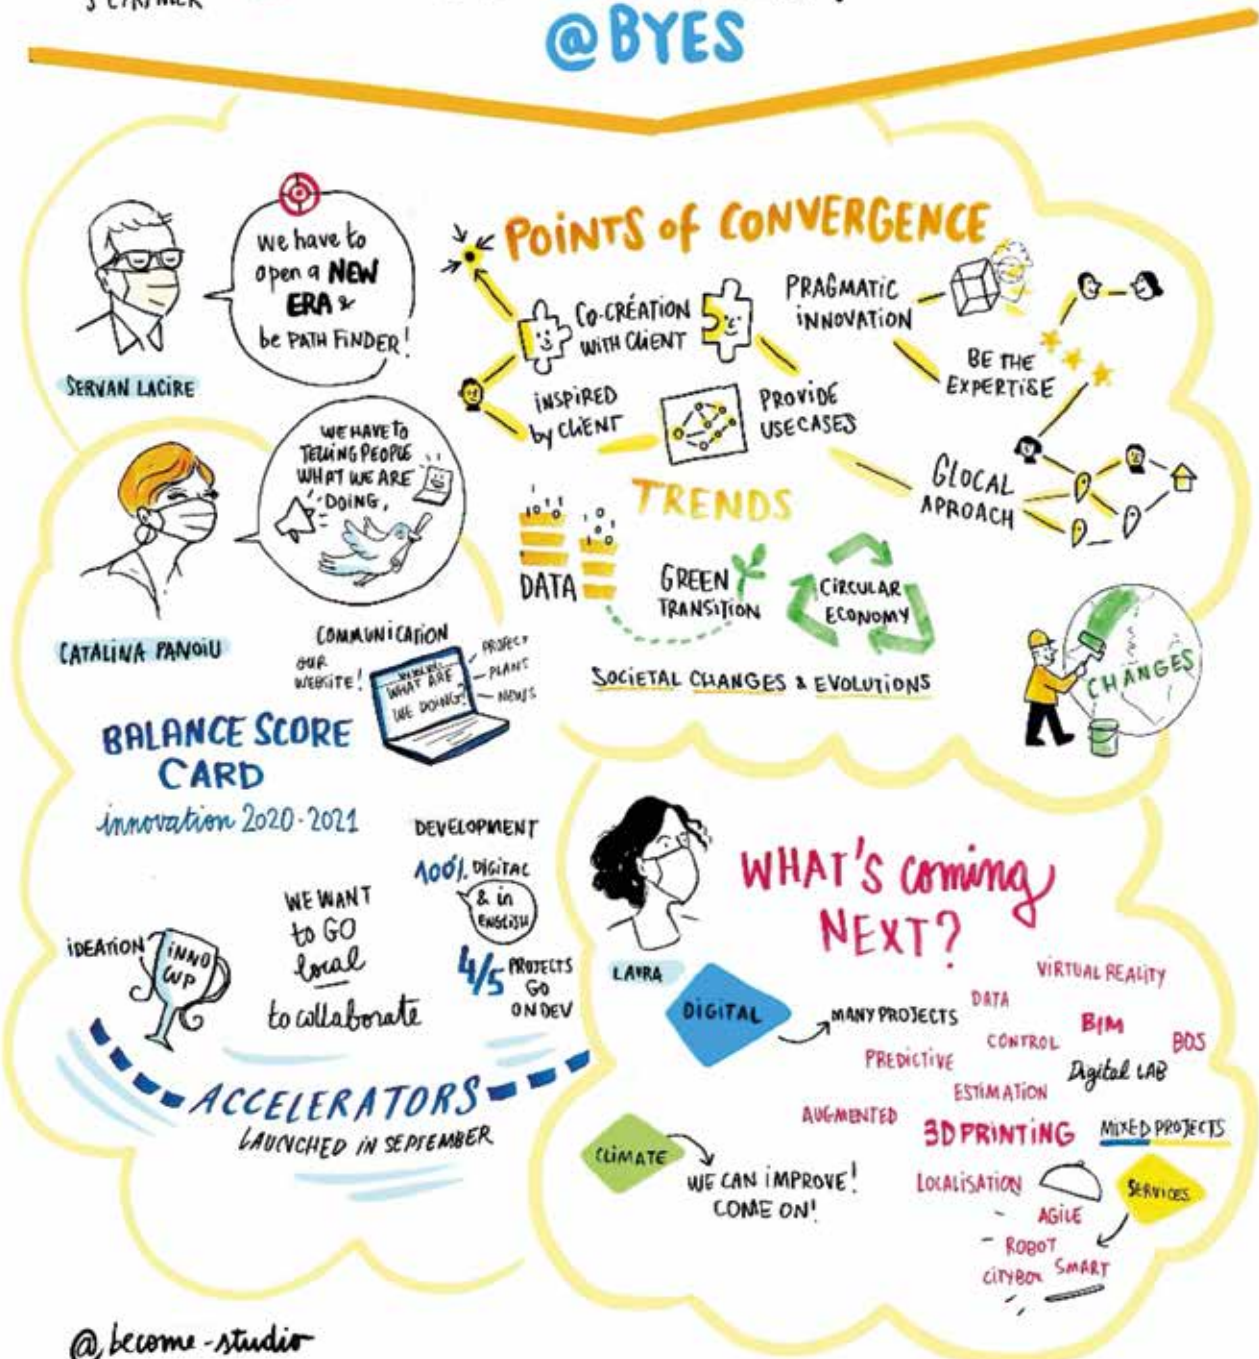 @BYES
We have to
open a NEW
ERA &
be PATH FINDER!
SERVAN LACIRE
POINTS of CONVERGENCE
CO-CRÉATION
WITH CLIENT
PRAGMATIC
INNOVATION
BE THE
EXPERTISE
INSPIRED
by CLIENT
PROVIDE
USECASES
GLOCAL
APROACH
WE HAVE TO
TELLING PEOPLE
WHAT WE ARE
DOING,
CATALINA PANOIU
TRENDS
DATA
GREEN
TRANSITION
CIRCULAR
ECONOMY
SOCIETAL CHANGES & EVOLUTIONS
CHANGES
COMMUNICATION
OUR
WEBSITE!
WHAT ARE
WE DOING?
PROJECT
PLANT
NEWS
BALANCE SCORE
CARD
innovation 2020-2021
DEVELOPMENT
100% DIGITAL
& in
ENGLISH
4/5 PROJECTS
GO
ON DEV
WE WANT
to GO
local
to collaborate
IDEATION
INNO
CUP
ACCELERATORS
LAUNCHED IN SEPTEMBER
WHAT'S coming
NEXT?
LAURA
DIGITAL
MANY PROJECTS
VIRTUAL REALITY
DATA
BIM
CONTROL
BOS
PREDICTIVE
Digital LAB
ESTIMATION
AUGMENTED
3D PRINTING
MIXED PROJECTS
CLIMATE
WE CAN IMPROVE!
COME ON!
LOCALISATION
SERVICES
AGILE
ROBOT
CITYBOX
SMART
@become-studio